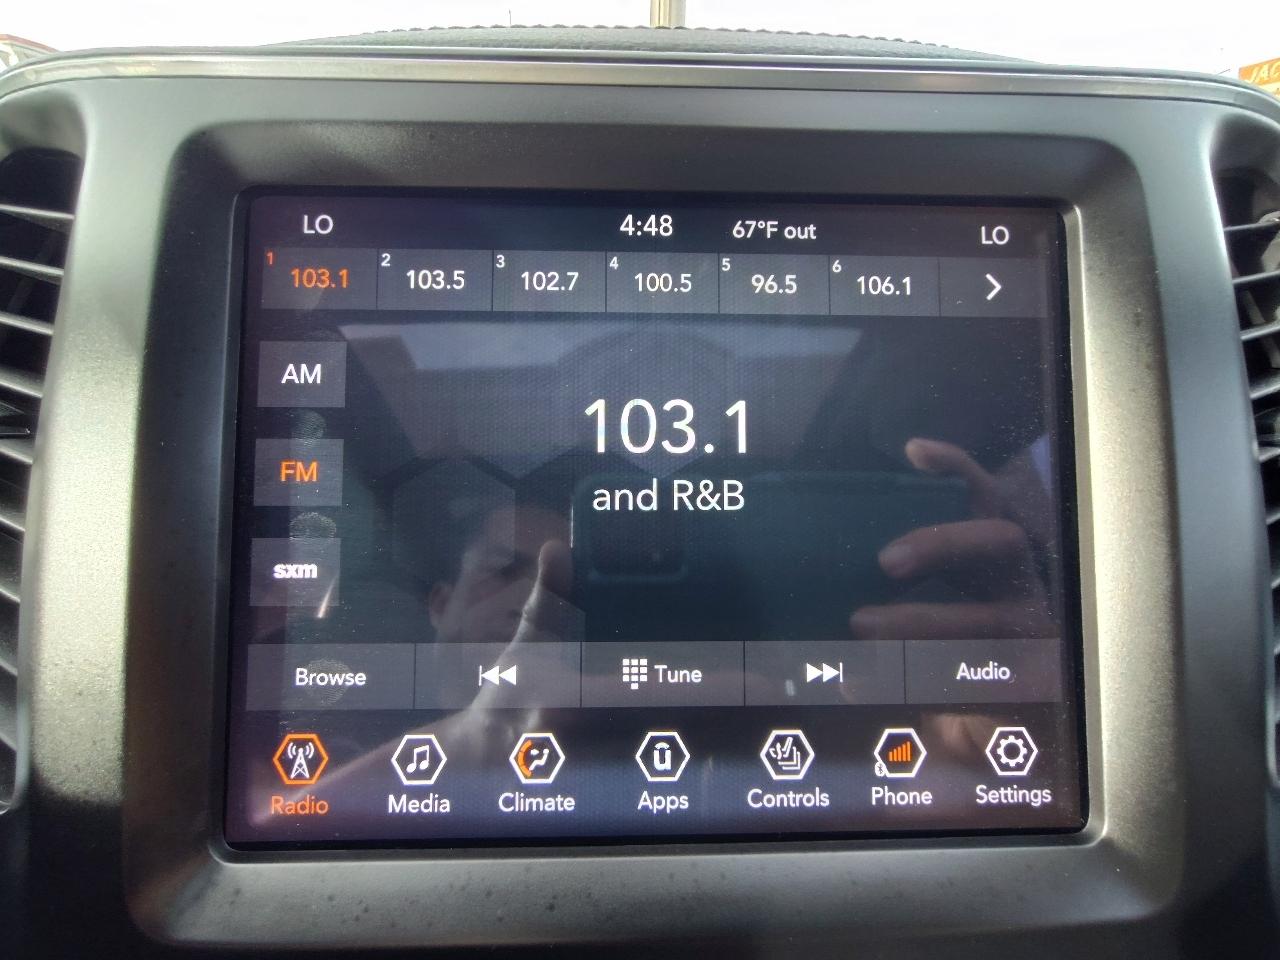 JAC
LO 4:48 67°F out LO
1 103.1 2 103.5 3 102.7 4 100.5 5 96.5 6 106.1
AM
103.1
FM
and R&B
sxm
Browse Tune Audio
Radio Media Climate Apps Controls Phone Settings